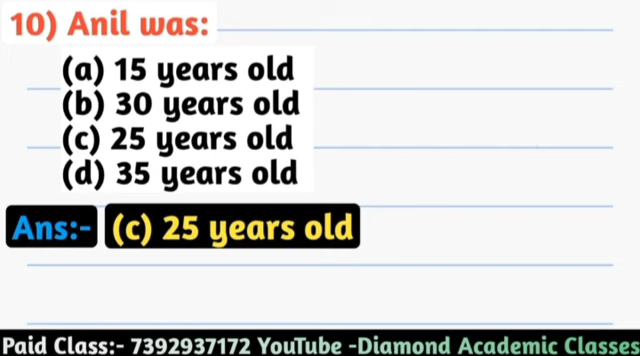 10) Anil was:
(a) 15 years old
(b) 30 years old
(c) 25 years old
(d) 35 years old
Ans:- (c) 25 years old
Paid Class:- 7392937172 YouTube -Diamond Academic Classes